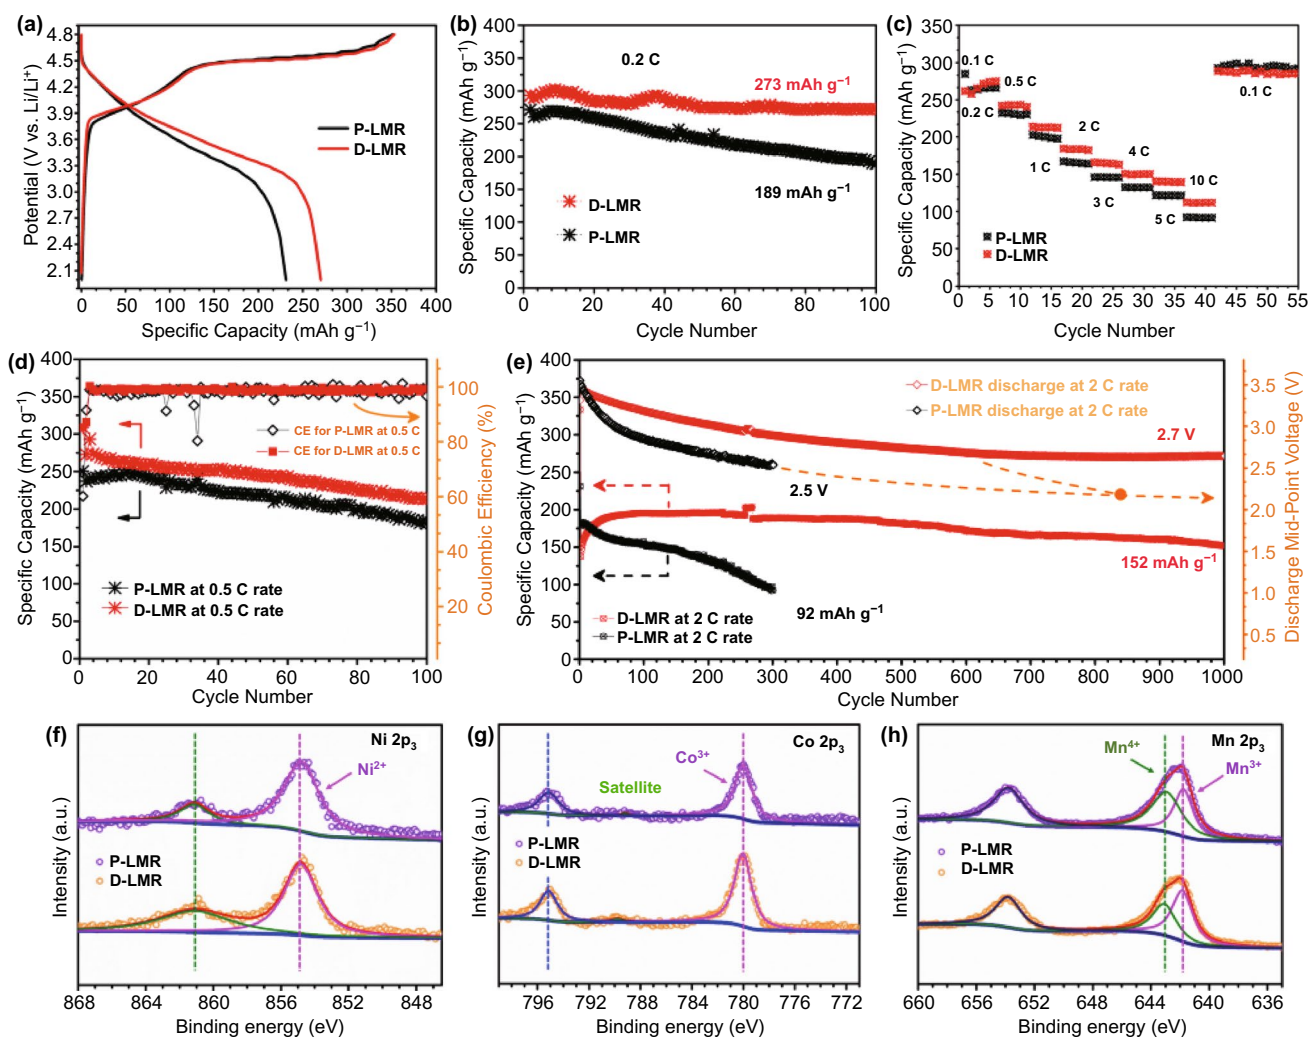 (a)
4.8
4.5
4.2
3.9
3.6
3.3
3.0
2.7
2.4
2.1
Potential (V vs. Li/Li⁺)
P-LMR
D-LMR
0 50 100 150 200 250 300 350 400
Specific Capacity (mAh g⁻¹)
(b)
400
350
300
250
200
150
100
50
0
Specific Capacity (mAh g⁻¹)
0.2 C
273 mAh g⁻¹
189 mAh g⁻¹
D-LMR
P-LMR
0 20 40 60 80 100
Cycle Number
(c)
350
300
250
200
150
100
50
0
Specific Capacity (mAh g⁻¹)
0.1 C
0.5 C
0.2 C
0.1 C
2 C
4 C
1 C
10 C
3 C
5 C
P-LMR
D-LMR
0 5 10 15 20 25 30 35 40 45 50 55
Cycle Number
(d)
400
350
300
250
200
150
100
50
0
Specific Capacity (mAh g⁻¹)
CE for P-LMR at 0.5 C
CE for D-LMR at 0.5 C
P-LMR at 0.5 C rate
D-LMR at 0.5 C rate
100
80
60
40
20
Coulombic Efficiency (%)
0 20 40 60 80 100
Cycle Number
(e)
400
350
300
250
200
150
100
50
0
Specific Capacity (mAh g⁻¹)
D-LMR discharge at 2 C rate
P-LMR discharge at 2 C rate
2.7 V
2.5 V
152 mAh g⁻¹
92 mAh g⁻¹
D-LMR at 2 C rate
P-LMR at 2 C rate
3.5
3.0
2.5
2.0
1.5
1.0
0.5
Discharge Mid-Point Voltage (V)
0 100 200 300 400 500 600 700 800 900 1000
Cycle Number
(f)
Ni 2p₃
Ni²⁺
P-LMR
D-LMR
Intensity (a.u.)
868 864 860 854 852 848
Binding energy (eV)
(g)
Co 2p₃
Co³⁺
Satellite
P-LMR
D-LMR
Intensity (a.u.)
796 792 788 784 780 776 772
Binding energy (eV)
(h)
Mn 2p₃
Mn⁴⁺
Mn³⁺
P-LMR
D-LMR
Intensity (a.u.)
660 656 652 648 644 640 635
Binding energy (eV)